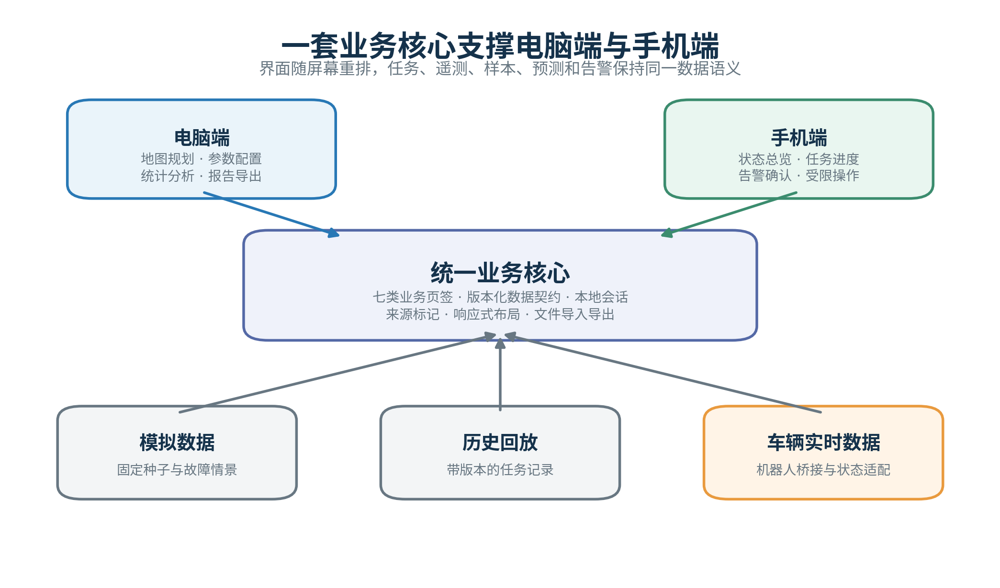 一套业务核心支撑电脑端与手机端
界面随屏幕重排，任务、遥测、样本、预测和告警保持同一数据语义
电脑端
地图规划 · 参数配置
统计分析 · 报告导出
手机端
状态总览 · 任务进度
告警确认 · 受限操作
统一业务核心
七类业务页签 · 版本化数据契约 · 本地会话
来源标记 · 响应式布局 · 文件导入导出
模拟数据
固定种子与故障情景
历史回放
带版本的任务记录
车辆实时数据
机器人桥接与状态适配